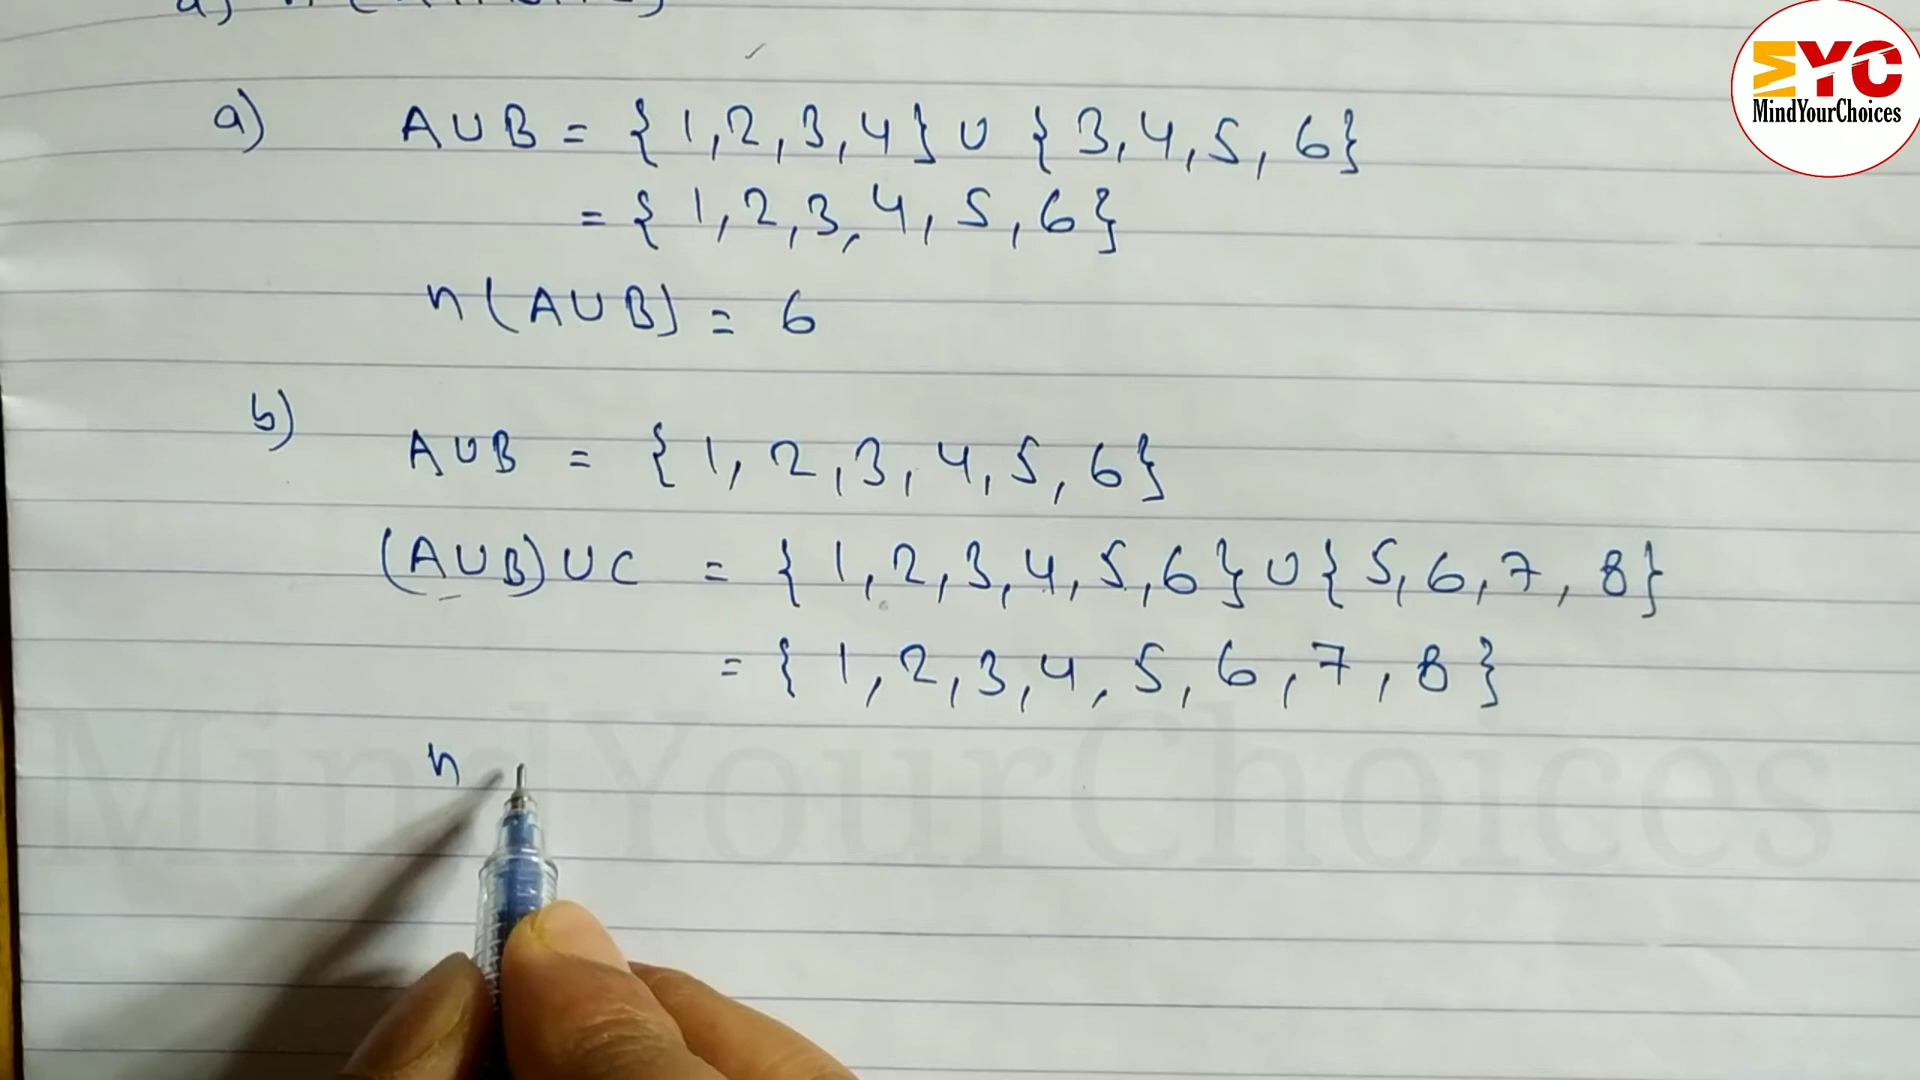 a) A∪B = {1,2,3,4} ∪ {3,4,5,6}
= {1,2,3,4,5,6}
n(A∪B) = 6
b) A∪B = {1,2,3,4,5,6}
(A∪B)∪C = {1,2,3,4,5,6} ∪ {5,6,7,8}
= {1,2,3,4,5,6,7,8}
n
MYC
MindYourChoices
MindYourChoices